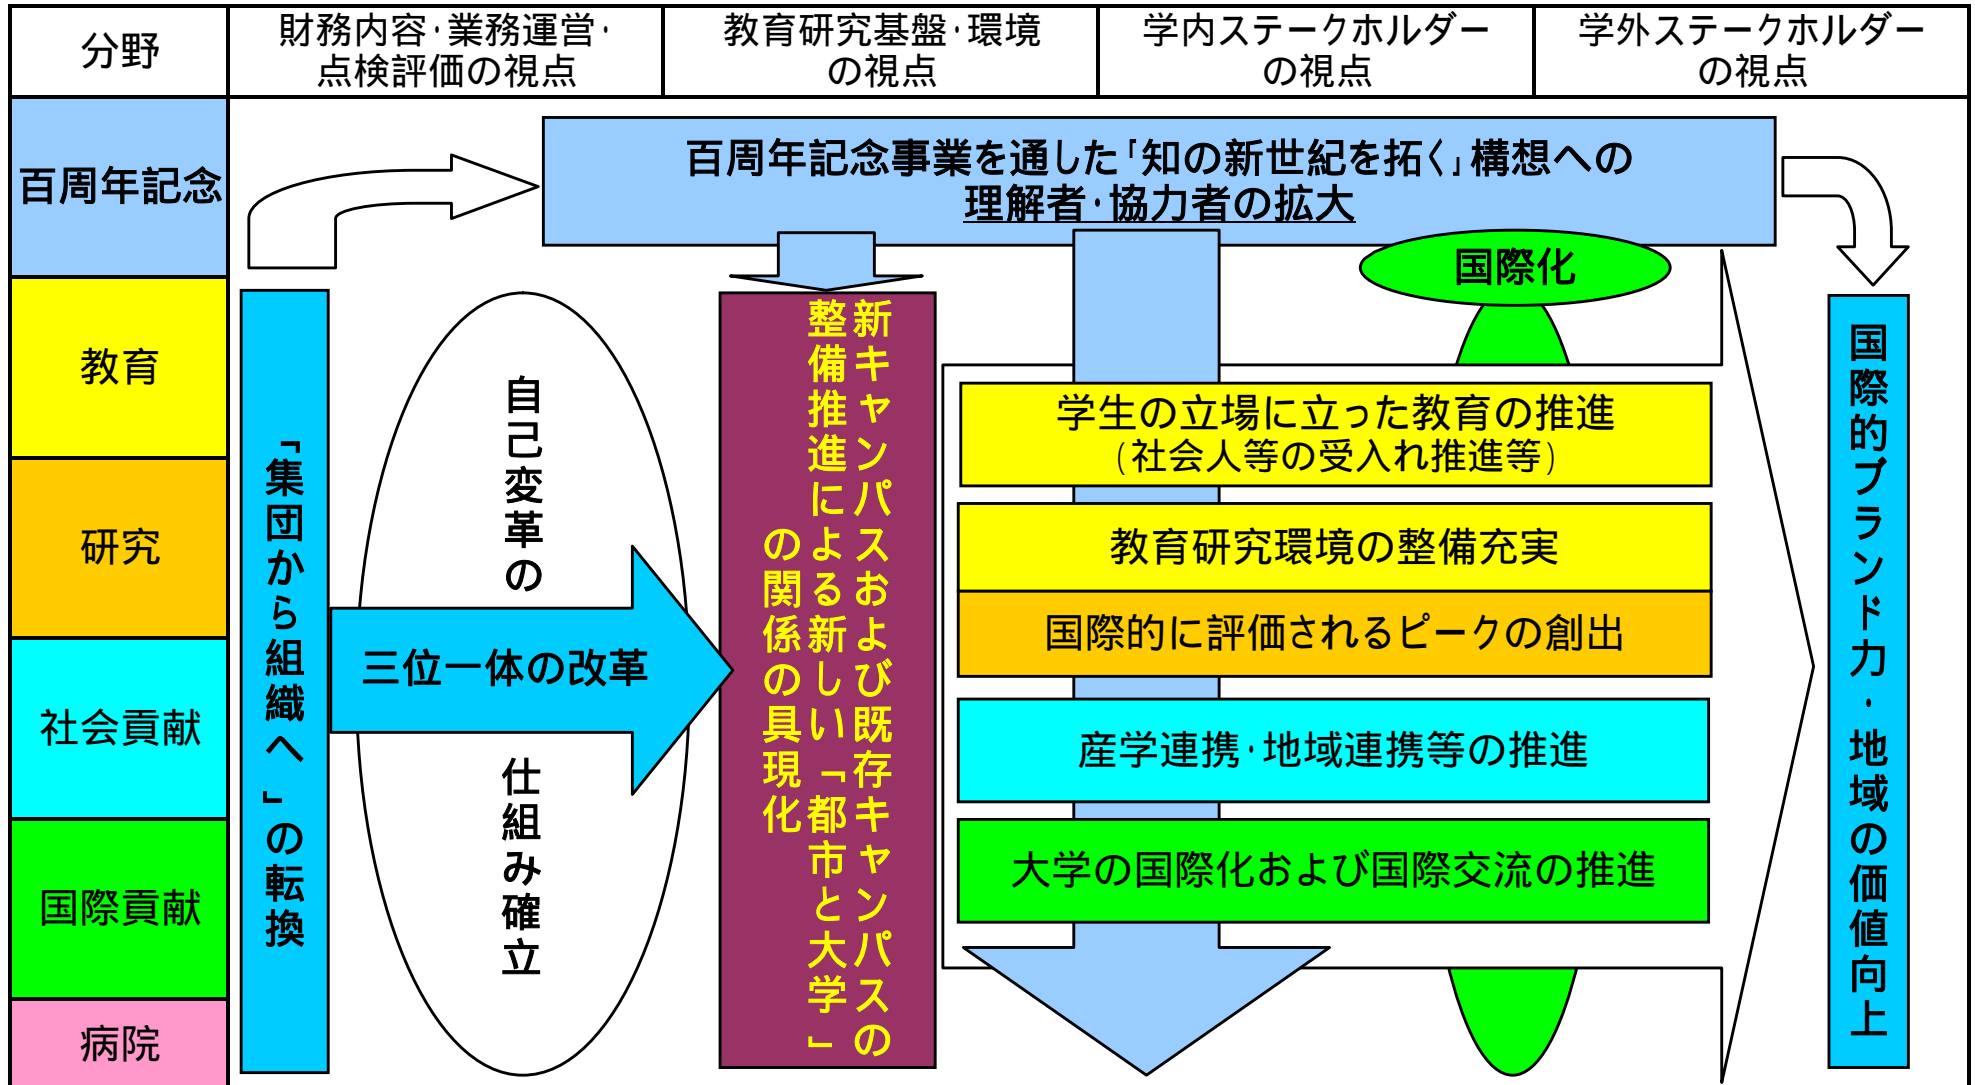 分野
財務内容・業務運営・
点検評価の視点
教育研究基盤・環境
の視点
学内ステークホルダー
の視点
学外ステークホルダー
の視点
百周年記念
百周年記念事業を通した「知の新世紀を拓く」構想への
理解者・協力者の拡大
国際化
教育
研究
社会貢献
国際貢献
病院
「集団から組織へ」の転換
自己変革の
仕組み確立
三位一体の改革
新キャンパスおよび既存キャンパスの
整備推進による新しい「都市と大学」
の関係の具現化
学生の立場に立った教育の推進
(社会人等の受入れ推進等)
教育研究環境の整備充実
国際的に評価されるピークの創出
産学連携・地域連携等の推進
大学の国際化および国際交流の推進
国際的ブランド力・地域の価値向上